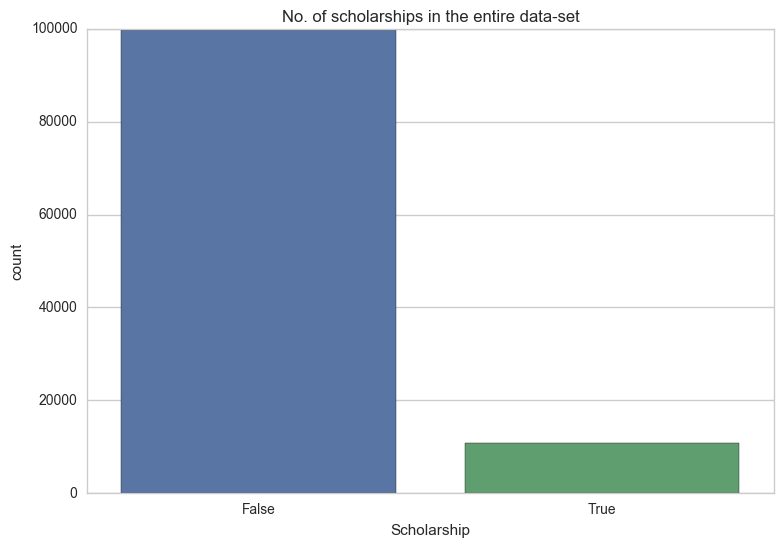 No. of scholarships in the entire data-set
100000
80000
60000
40000
20000
0
count
False
True
Scholarship